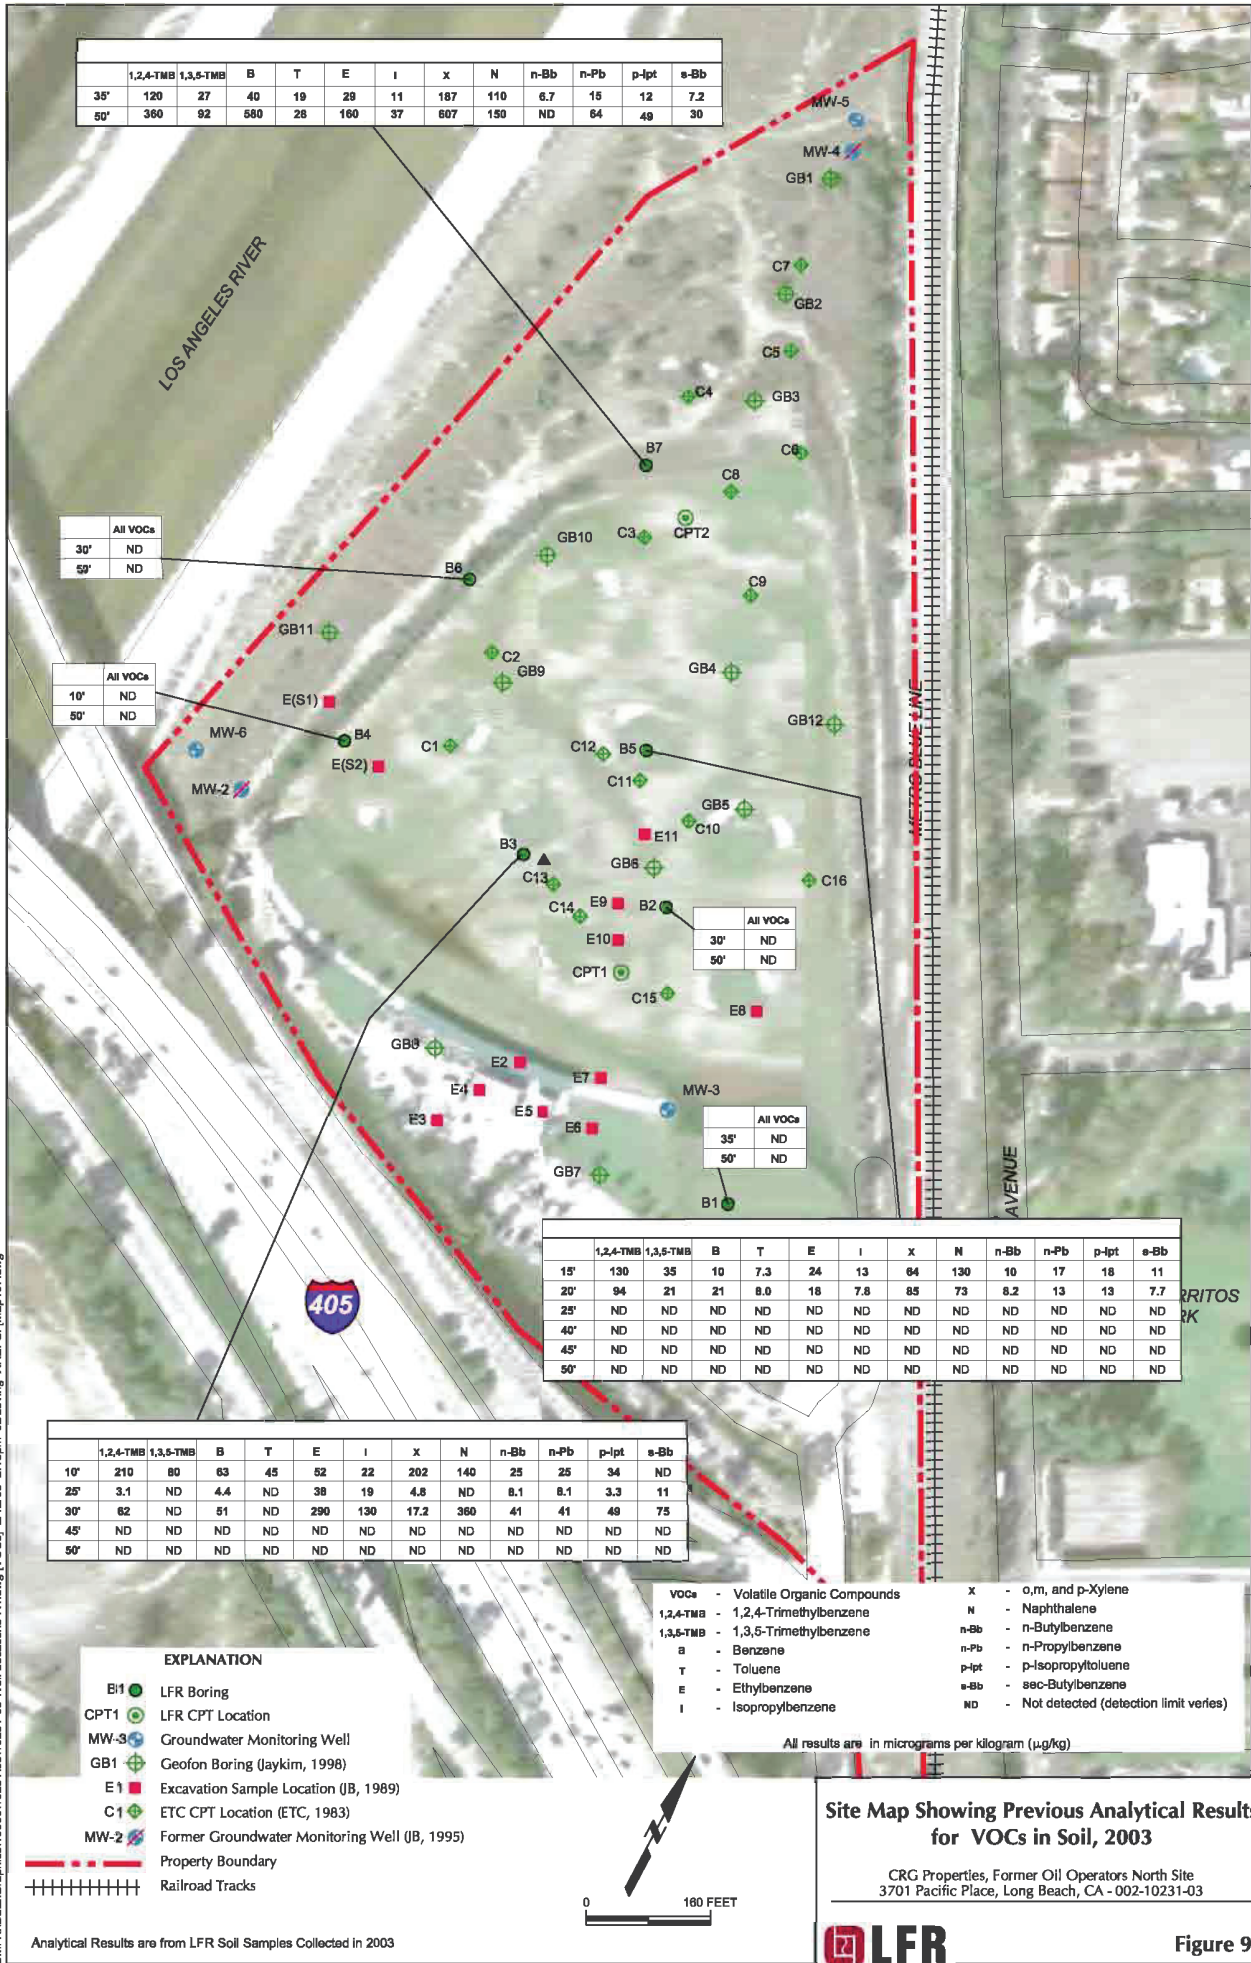 1,2,4-TMB 1,3,5-TMB B T E I X N n-Bb n-Pb p-Ipt s-Bb
35' 120 27 40 19 29 11 187 110 6.7 15 12 7.2
50' 360 92 580 28 160 37 607 150 ND 64 49 30
MW-5
MW-4
GB1
LOS ANGELES RIVER
C7
GB2
C5
C4
GB3
C6
B7
C8
CPT2
C3
GB10
All VOCs
30' ND
50' ND
B6
C9
GB11
C2
GB9
GB4
All VOCs
10' ND
50' ND
E(S1)
MW-6
B4
E(S2)
MW-2
C1
C12
B5
C11
GB12
METRO BLUE LINE
GB5
C10
E11
B3
C13
GB6
C16
C14
E9
B2
E10
All VOCs
30' ND
50' ND
CPT1
C15
E8
GB8
E2
E7
E4
MW-3
E3
E5
E6
All VOCs
35' ND
50' ND
GB7
B1
AVENUE
1,2,4-TMB 1,3,5-TMB B T E I X N n-Bb n-Pb p-Ipt s-Bb
15' 130 35 10 7.3 24 13 64 130 10 17 18 11
20' 94 21 21 8.0 18 7.8 85 73 8.2 13 13 7.7
25' ND ND ND ND ND ND ND ND ND ND ND ND
40' ND ND ND ND ND ND ND ND ND ND ND ND
45' ND ND ND ND ND ND ND ND ND ND ND ND
50' ND ND ND ND ND ND ND ND ND ND ND ND
RRITOS
RK
405
1,2,4-TMB 1,3,5-TMB B T E I X N n-Bb n-Pb p-Ipt s-Bb
10' 210 80 63 45 52 22 202 140 25 25 34 ND
25' 3.1 ND 4.4 ND 38 19 4.8 ND 8.1 8.1 3.3 11
30' 62 ND 51 ND 290 130 17.2 360 41 41 49 75
45' ND ND ND ND ND ND ND ND ND ND ND ND
50' ND ND ND ND ND ND ND ND ND ND ND ND
VOCs - Volatile Organic Compounds
1,2,4-TMB - 1,2,4-Trimethylbenzene
1,3,5-TMB - 1,3,5-Trimethylbenzene
B - Benzene
T - Toluene
E - Ethylbenzene
I - Isopropylbenzene
X - o,m, and p-Xylene
N - Naphthalene
n-Bb - n-Butylbenzene
n-Pb - n-Propylbenzene
p-Ipt - p-Isopropyltoluene
s-Bb - sec-Butylbenzene
ND - Not detected (detection limit veries)
All results are in micrograms per kilogram (µg/kg)
EXPLANATION
B1 LFR Boring
CPT1 LFR CPT Location
MW-3 Groundwater Monitoring Well
GB1 Geofon Boring (Jaykim, 1998)
E1 Excavation Sample Location (JB, 1989)
C1 ETC CPT Location (ETC, 1983)
MW-2 Former Groundwater Monitoring Well (JB, 1995)
Property Boundary
Railroad Tracks
Analytical Results are from LFR Soil Samples Collected in 2003
0 160 FEET
Site Map Showing Previous Analytical Results
for VOCs in Soil, 2003
CRG Properties, Former Oil Operators North Site
3701 Pacific Place, Long Beach, CA - 002-10231-03
LFR
Figure 9